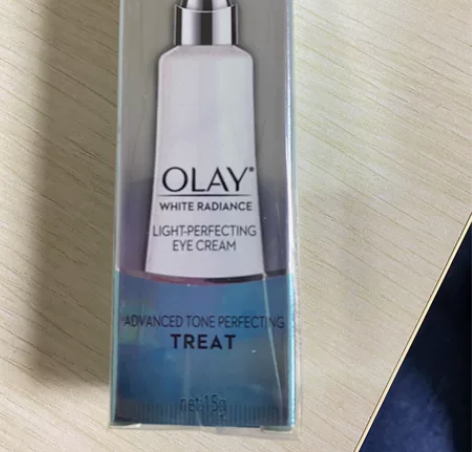 OLAY®
WHITE RADIANCE
LIGHT-PERFECTING
EYE CREAM
ADVANCED TONE PERFECTING
TREAT
net 15g